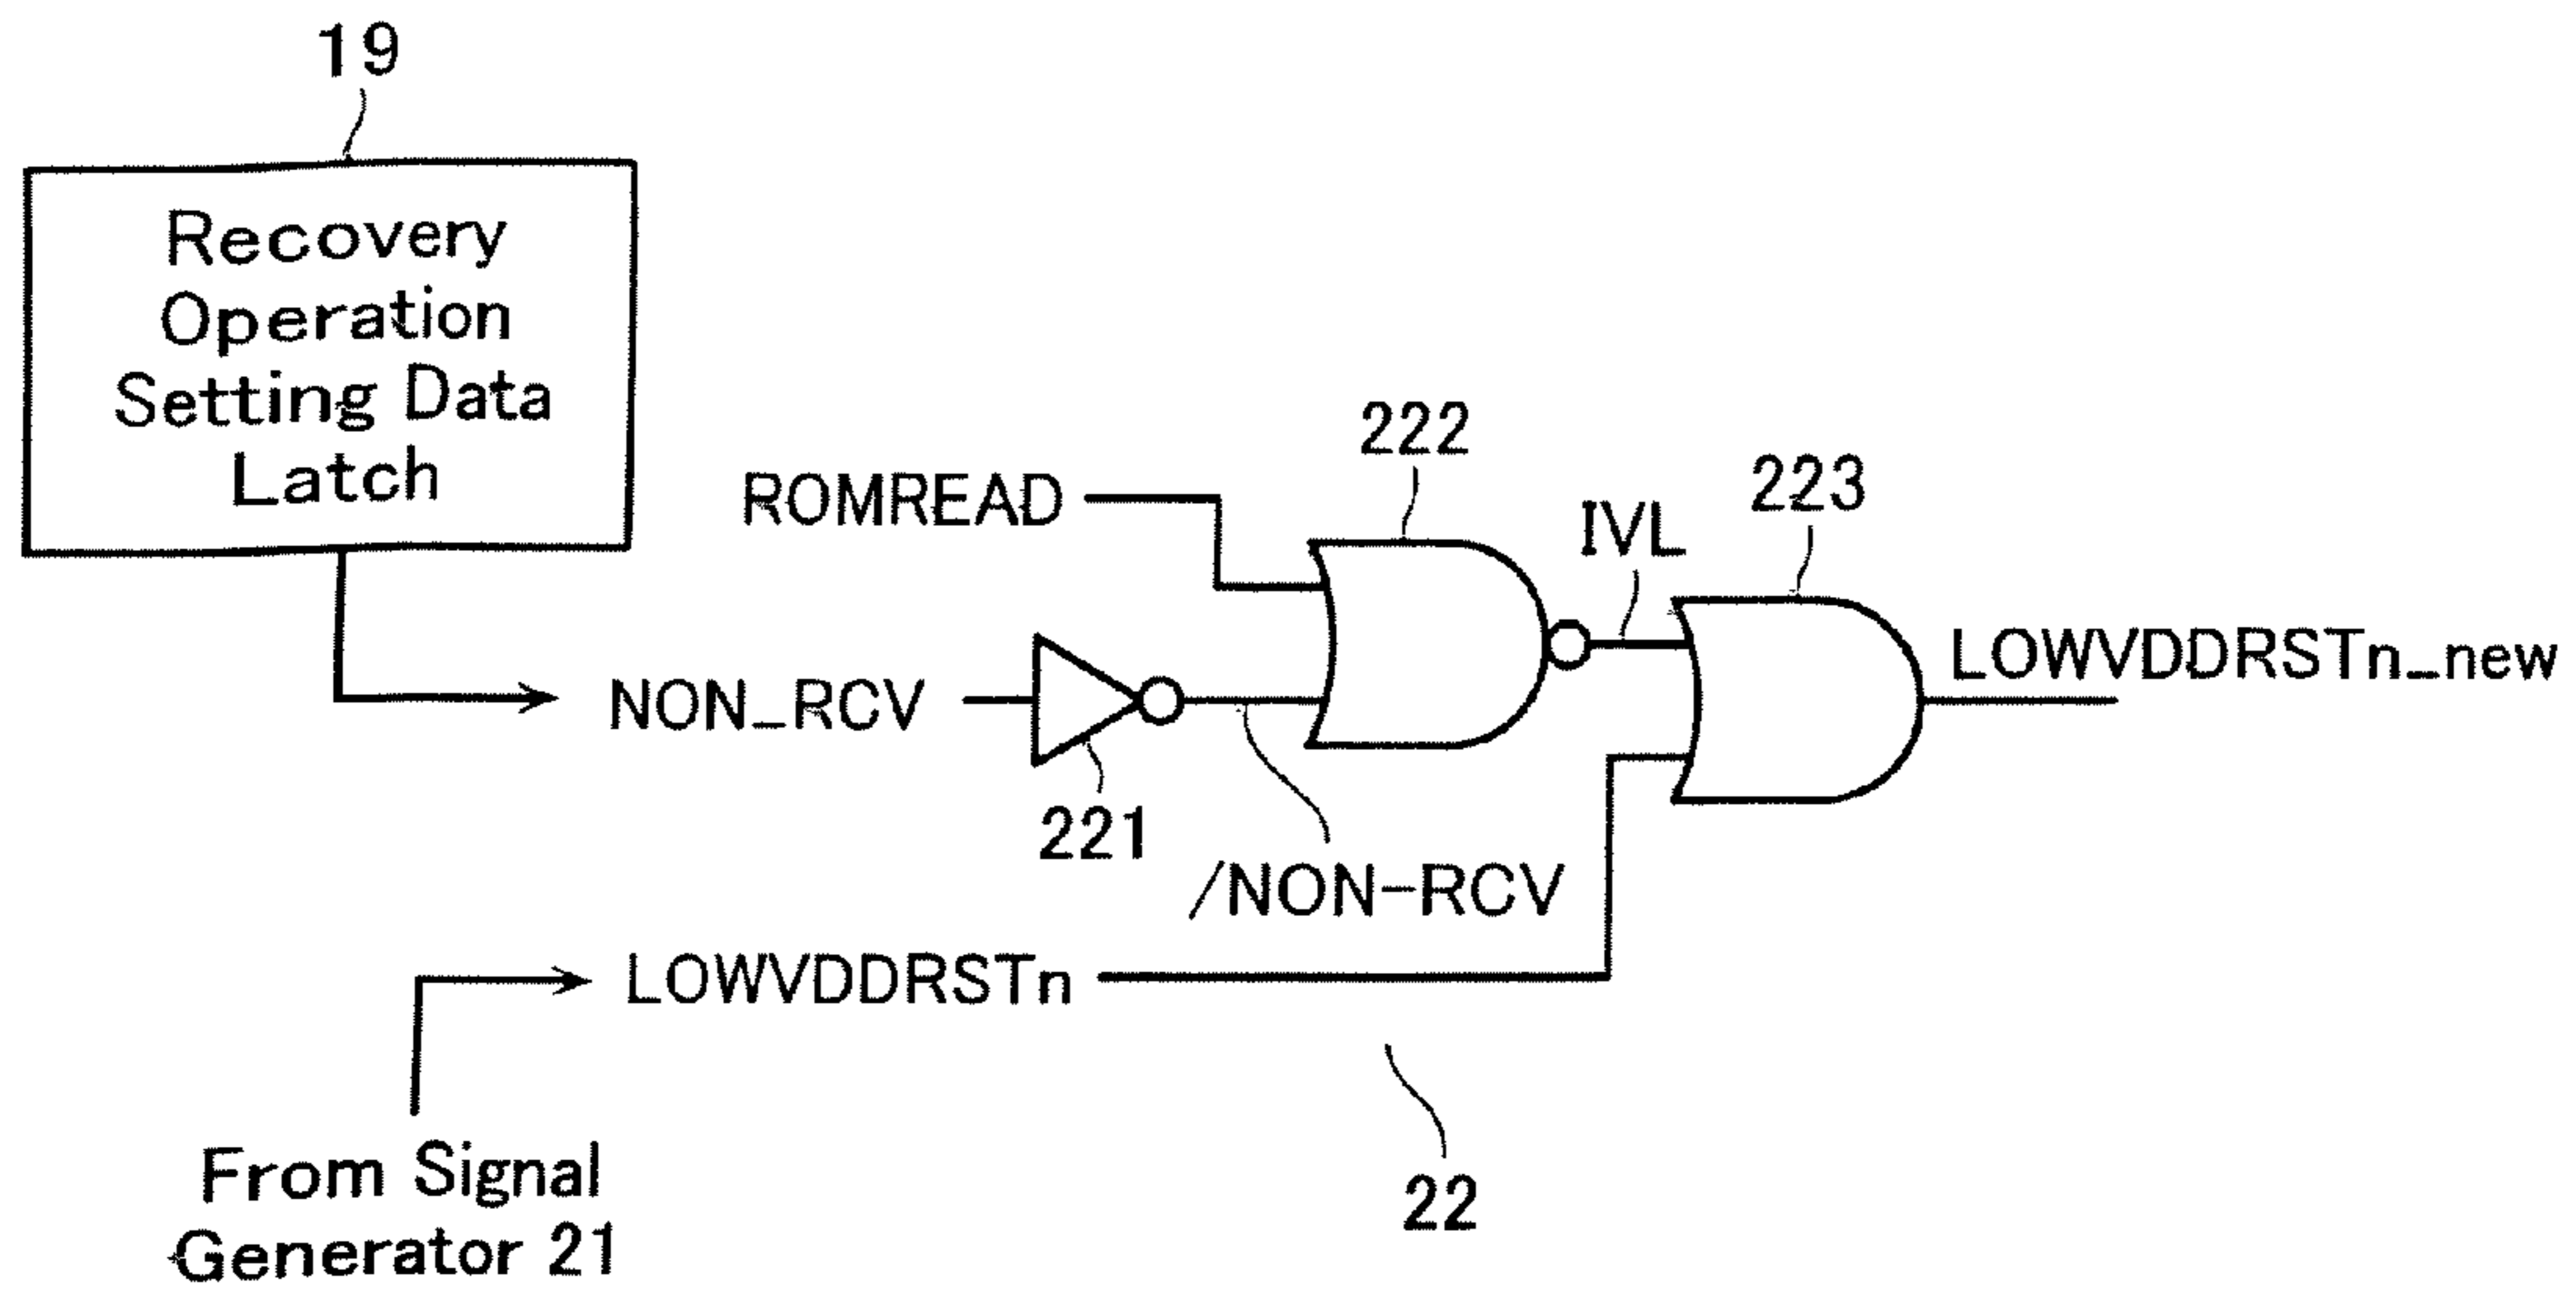 19
Recovery
Operation
Setting Data
Latch
222
223
ROMREAD
IVL
LOWVDDRSTn_new
NON_RCV
221
/NON-RCV
LOWVDDRSTn
From Signal
Generator 21
22